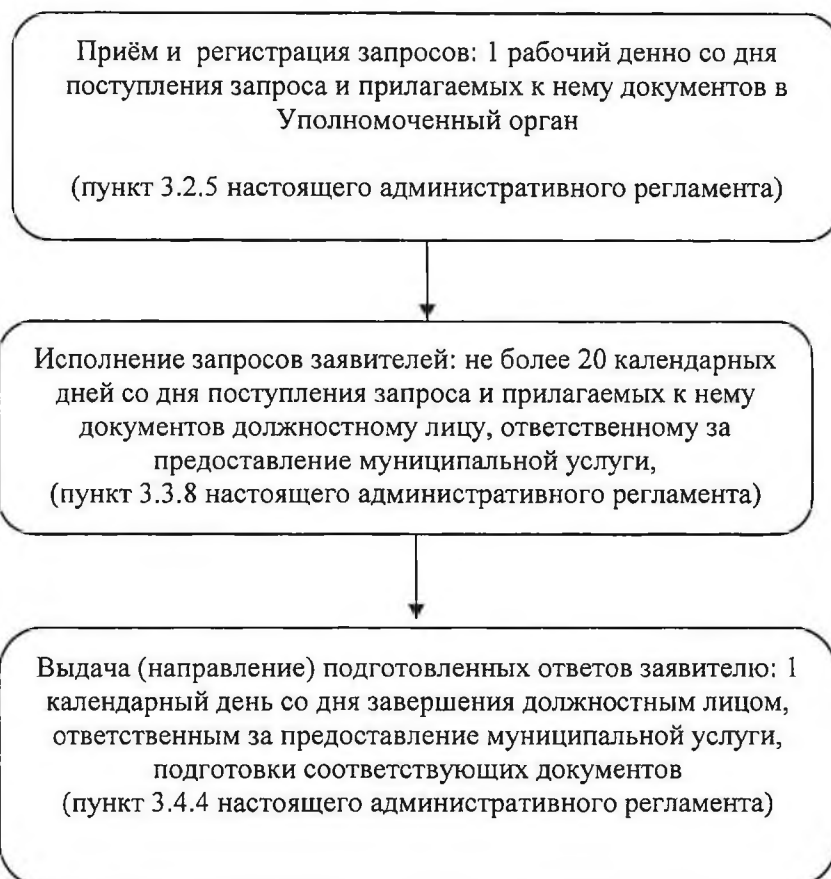 Приём и регистрация запросов: 1 рабочий денно со дня
поступления запроса и прилагаемых к нему документов в
Уполномоченный орган
(пункт 3.2.5 настоящего административного регламента)
Исполнение запросов заявителей: не более 20 календарных
дней со дня поступления запроса и прилагаемых к нему
документов должностному лицу, ответственному за
предоставление муниципальной услуги,
(пункт 3.3.8 настоящего административного регламента)
Выдача (направление) подготовленных ответов заявителю: 1
календарный день со дня завершения должностным лицом,
ответственным за предоставление муниципальной услуги,
подготовки соответствующих документов
(пункт 3.4.4 настоящего административного регламента)